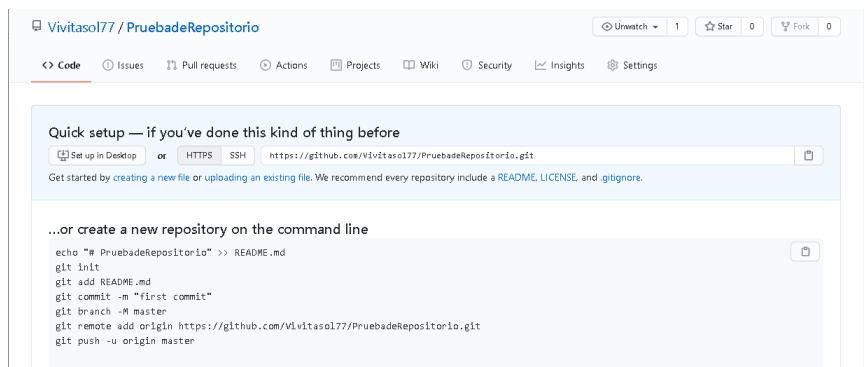 Vivitasol77 / PruebadeRepositorio
Unwatch 1 Star 0 Fork 0
<> Code Issues Pull requests Actions Projects Wiki Security Insights Settings
Quick setup — if you've done this kind of thing before
Set up in Desktop or HTTPS SSH https://github.com/Vivitasol77/PruebadeRepositorio.git
Get started by creating a new file or uploading an existing file. We recommend every repository include a README, LICENSE, and .gitignore.
...or create a new repository on the command line
echo "# PruebadeRepositorio" >> README.md
git init
git add README.md
git commit -m "first commit"
git branch -M master
git remote add origin https://github.com/Vivitasol77/PruebadeRepositorio.git
git push -u origin master